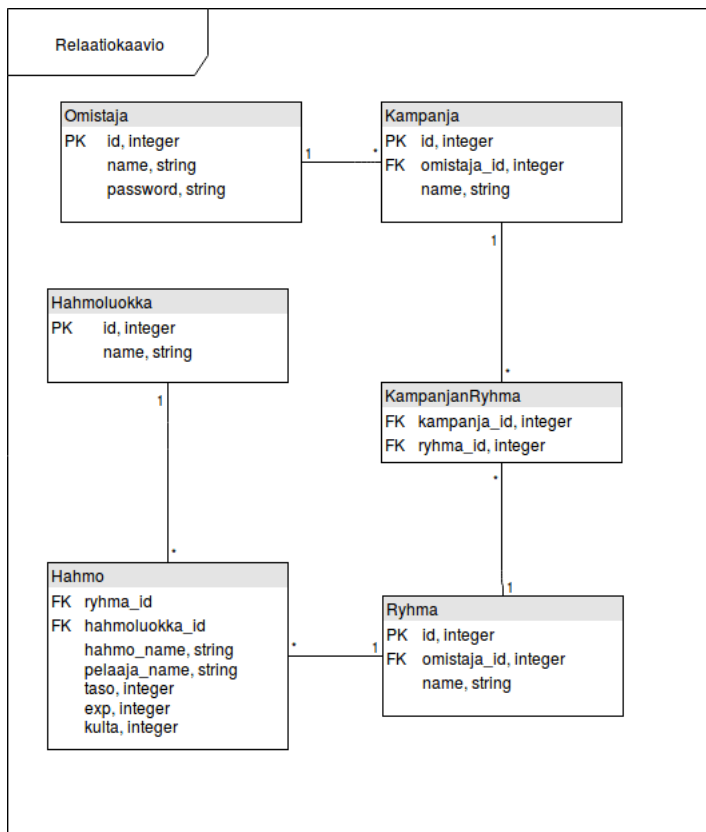 Relaatiokaavio
Omistaja
PK id, integer
name, string
password, string
1 *
Kampanja
PK id, integer
FK omistaja_id, integer
name, string
1
*
Hahmoluokka
PK id, integer
name, string
1
*
KampanjanRyhma
FK kampanja_id, integer
FK ryhma_id, integer
*
1
Hahmo
FK ryhma_id
FK hahmoluokka_id
hahmo_name, string
pelaaja_name, string
taso, integer
exp, integer
kulta, integer
* 1
Ryhma
PK id, integer
FK omistaja_id, integer
name, string